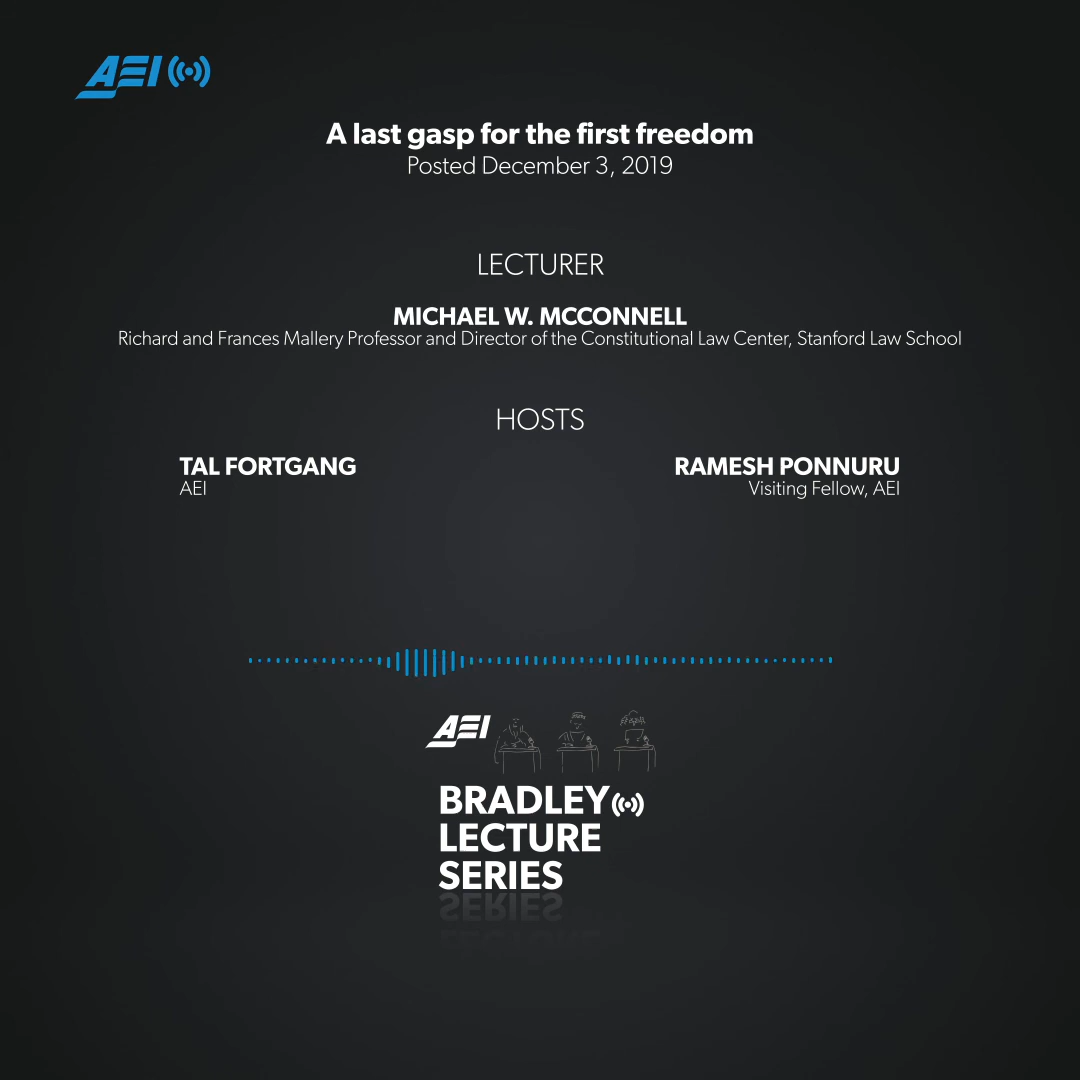 AEI
A last gasp for the first freedom
Posted December 3, 2019
LECTURER
MICHAEL W. MCCONNELL
Richard and Frances Mallery Professor and Director of the Constitutional Law Center, Stanford Law School
HOSTS
TAL FORTGANG
AEI
RAMESH PONNURU
Visiting Fellow, AEI
AEI
BRADLEY
LECTURE
SERIES